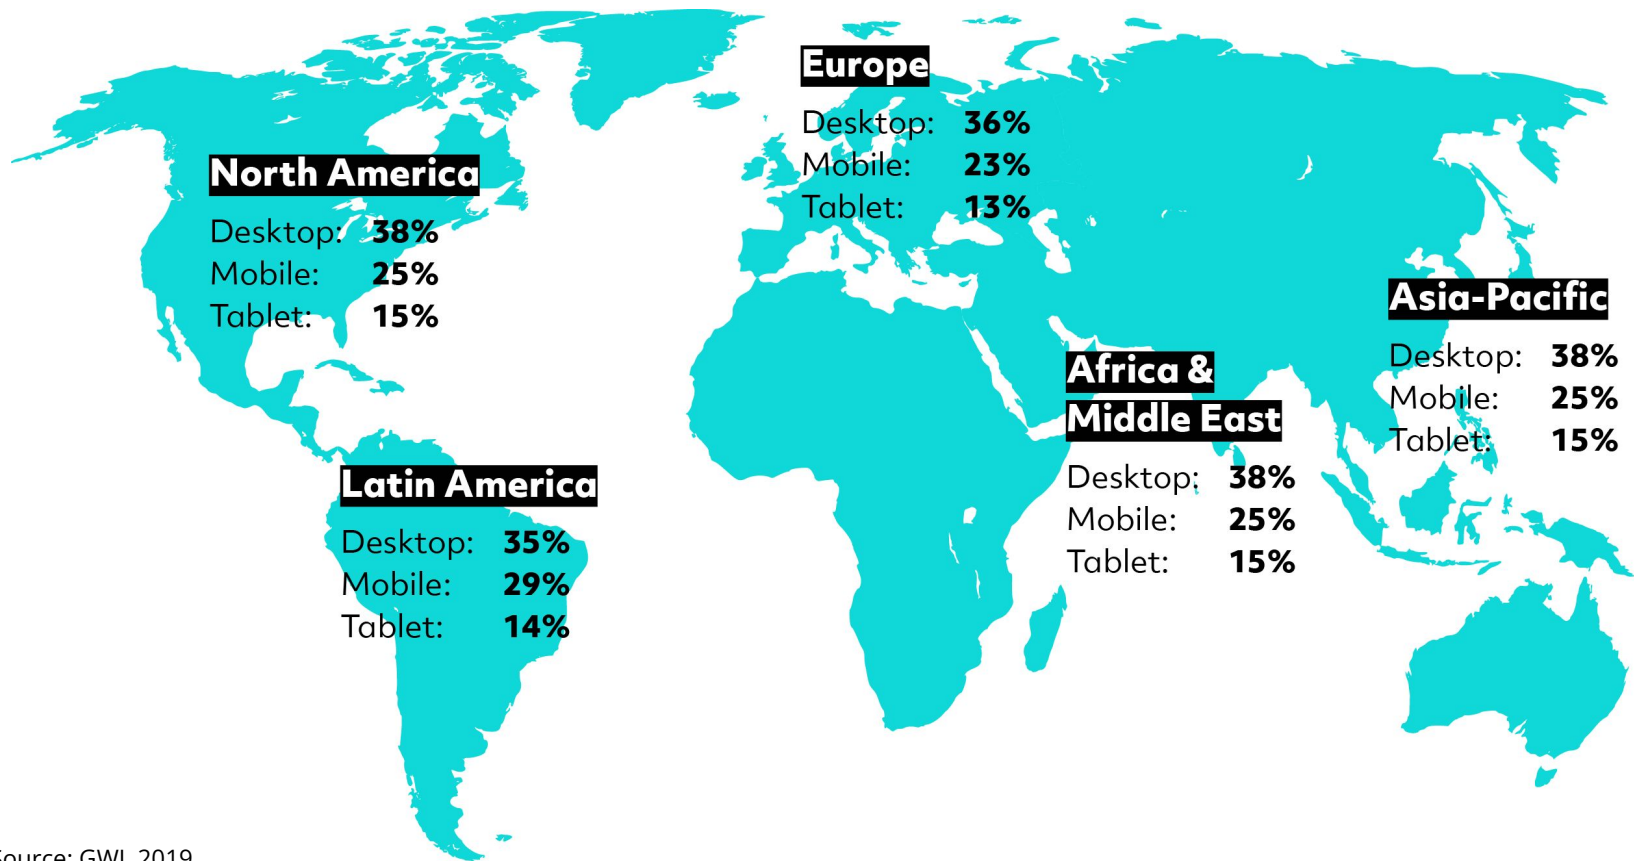 Europe
Desktop: 36%
Mobile: 23%
Tablet: 13%
North America
Desktop: 38%
Mobile: 25%
Tablet: 15%
Asia-Pacific
Desktop: 38%
Mobile: 25%
Tablet: 15%
Africa &
Middle East
Desktop: 38%
Mobile: 25%
Tablet: 15%
Latin America
Desktop: 35%
Mobile: 29%
Tablet: 14%
Source: GWI, 2019